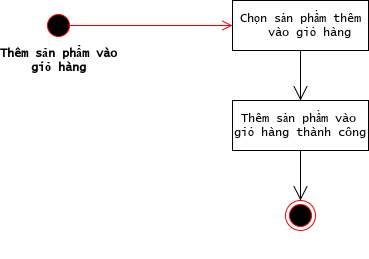 Chọn sản phẩm thêm
vào giỏ hàng
Thêm sản phẩm vào
giỏ hàng
Thêm sản phẩm vào
giỏ hàng thành công